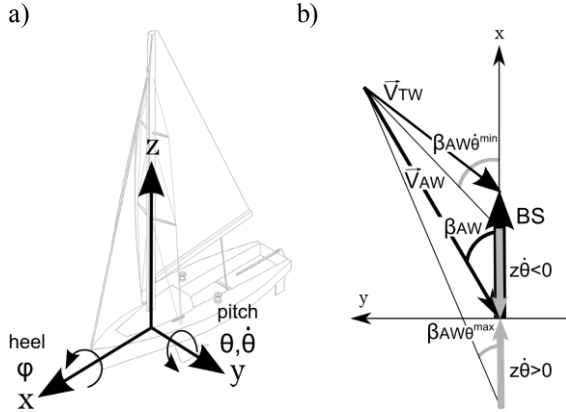 a)
z
heel
φ
x
pitch
θ,θ̇
y
b)
x
V⃗TW
βAWθ̇min
V⃗AW
BS
βAW
zθ̇<0
y
βAWθ̇max
zθ̇>0